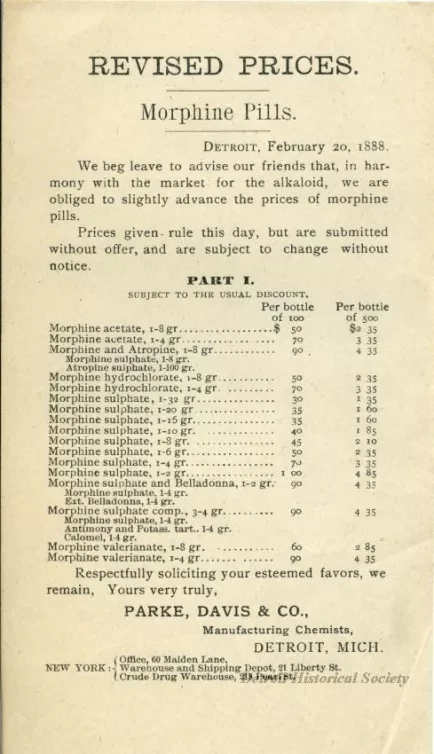 REVISED PRICES.
Morphine Pills.
DETROIT, February 20, 1888.
We beg leave to advise our friends that, in har-
mony with the market for the alkaloid, we are
obliged to slightly advance the prices of morphine
pills.
Prices given rule this day, but are submitted
without offer, and are subject to change without
notice.
PART I.
SUBJECT TO THE USUAL DISCOUNT,
Per bottle Per bottle
of 100 of 500
Morphine acetate, 1-8 gr.................$ 50 $2 35
Morphine acetate, 1-4 gr................. 70 3 35
Morphine and Atropine, 1-8 gr............ 90 4 35
Morphine sulphate, 1-8 gr.
Atropine sulphate, 1-100 gr.
Morphine hydrochlorate, 1-8 gr........... 50 2 35
Morphine hydrochlorate, 1-4 gr .......... 70 3 35
Morphine sulphate, 1-32 gr............... 30 1 35
Morphine sulphate, 1-20 gr............... 35 1 60
Morphine sulphate, 1-16 gr............... 35 1 60
Morphine sulphate, 1-10 gr............... 40 1 85
Morphine sulphate, 1-8 gr. .............. 45 2 10
Morphine sulphate, 1-6 gr................ 50 2 35
Morphine sulphate, 1-4 gr................ 70 3 35
Morphine sulphate, 1-2 gr................ 1 00 4 85
Morphine sulphate and Belladonna, 1-2 gr. 90 4 35
Morphine sulphate, 1-4 gr.
Ext. Belladonna, 1-4 gr.
Morphine sulphate comp., 3-4 gr.......... 90 4 35
Morphine sulphate, 1-4 gr.
Antimony and Potass. tart.. 1-4 gr.
Calomel, 1-4 gr.
Morphine valerianate, 1-8 gr. ........... 60 2 85
Morphine valerianate, 1-4 gr............. 90 4 35
Respectfully soliciting your esteemed favors, we
remain, Yours very truly,
PARKE, DAVIS & CO.,
Manufacturing Chemists,
DETROIT, MICH.
NEW YORK:
Office, 60 Maiden Lane,
Warehouse and Shipping Depot, 21 Liberty St.
Crude Drug Warehouse, 218 Pearl St.
Detroit Historical Society